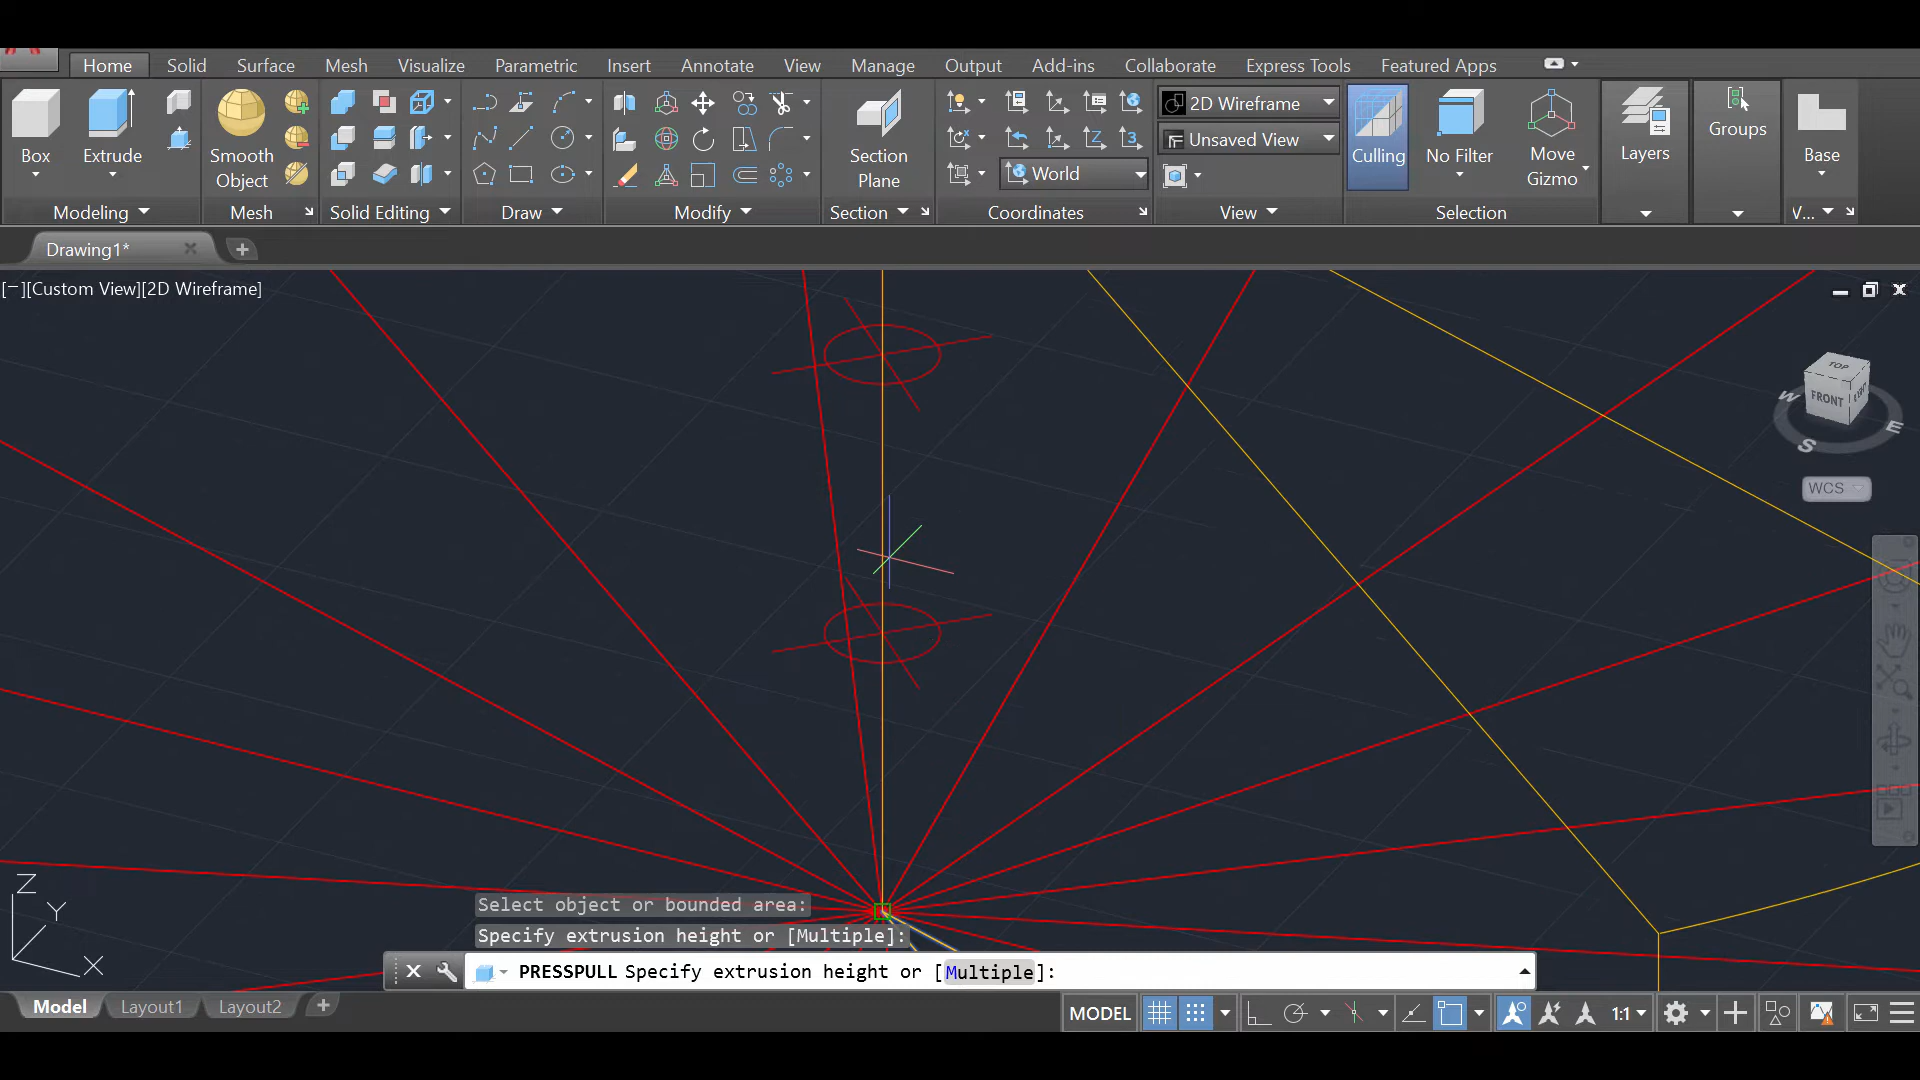 Home Solid Surface Mesh Visualize Parametric Insert Annotate View Manage Output Add-ins Collaborate Express Tools Featured Apps
2D Wireframe
Unsaved View
Groups
Box Extrude Smooth Object Section Plane World Culling No Filter Move Gizmo Layers Base
Modeling Mesh Solid Editing Draw Modify Section Coordinates View Selection V...
Drawing1*
[−][Custom View][2D Wireframe]
TOP
FRONT
W
E
S
WCS
Z
Y
X
Select object or bounded area:
Specify extrusion height or [Multiple]:
PRESSPULL Specify extrusion height or [Multiple]:
Model Layout1 Layout2 MODEL 1:1